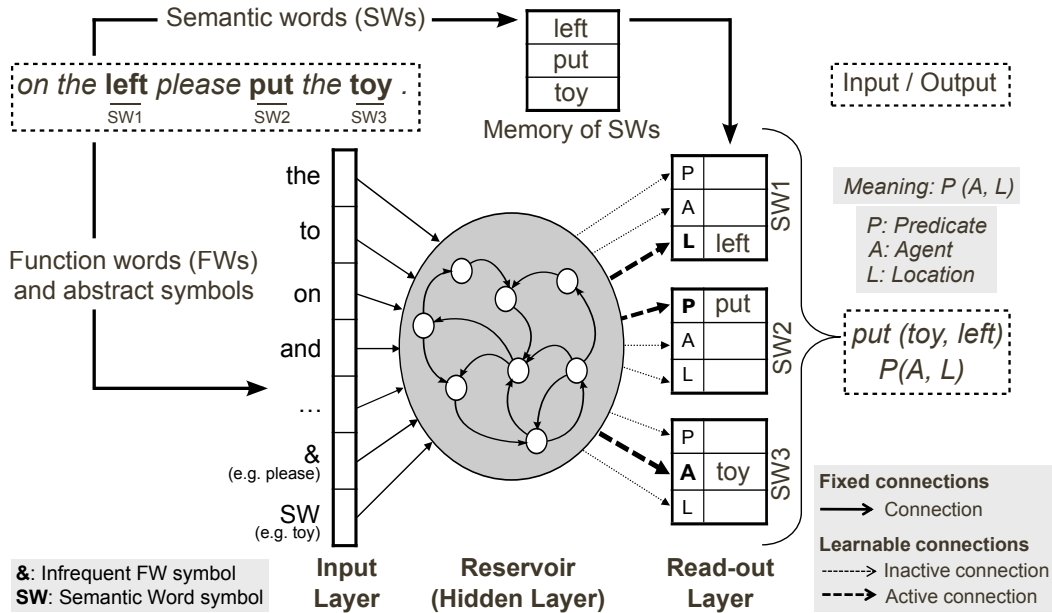 Semantic words (SWs)
on the left please put the toy .
SW1
SW2
SW3
left
put
toy
Memory of SWs
Input / Output
Function words (FWs)
and abstract symbols
the
to
on
and
...
&
(e.g. please)
SW
(e.g. toy)
P
A
L left
SW1
P put
A
L
SW2
P
A toy
L
SW3
Meaning: P (A, L)
P: Predicate
A: Agent
L: Location
put (toy, left)
P(A, L)
Fixed connections
Connection
Learnable connections
Inactive connection
Active connection
&: Infrequent FW symbol
SW: Semantic Word symbol
Input
Layer
Reservoir
(Hidden Layer)
Read-out
Layer